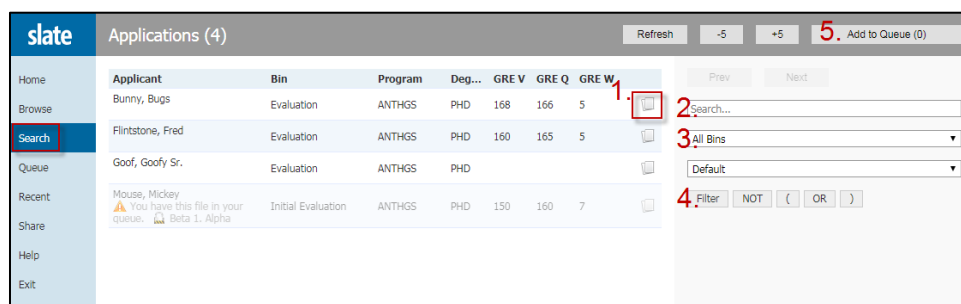 slate
Applications (4)
Refresh
-5
+5
5. Add to Queue (0)
Home
Browse
Search
Queue
Recent
Share
Help
Exit
Applicant Bin Program Deg... GRE V GRE Q GRE W
Bunny, Bugs Evaluation ANTHGS PHD 168 166 5
1.
Flintstone, Fred Evaluation ANTHGS PHD 160 165 5
Goof, Goofy Sr. Evaluation ANTHGS PHD
Mouse, Mickey
You have this file in your Initial Evaluation ANTHGS PHD 150 160 7
queue. Beta 1. Alpha
Prev Next
2. Search...
3. All Bins
Default
4. Filter NOT ( OR )